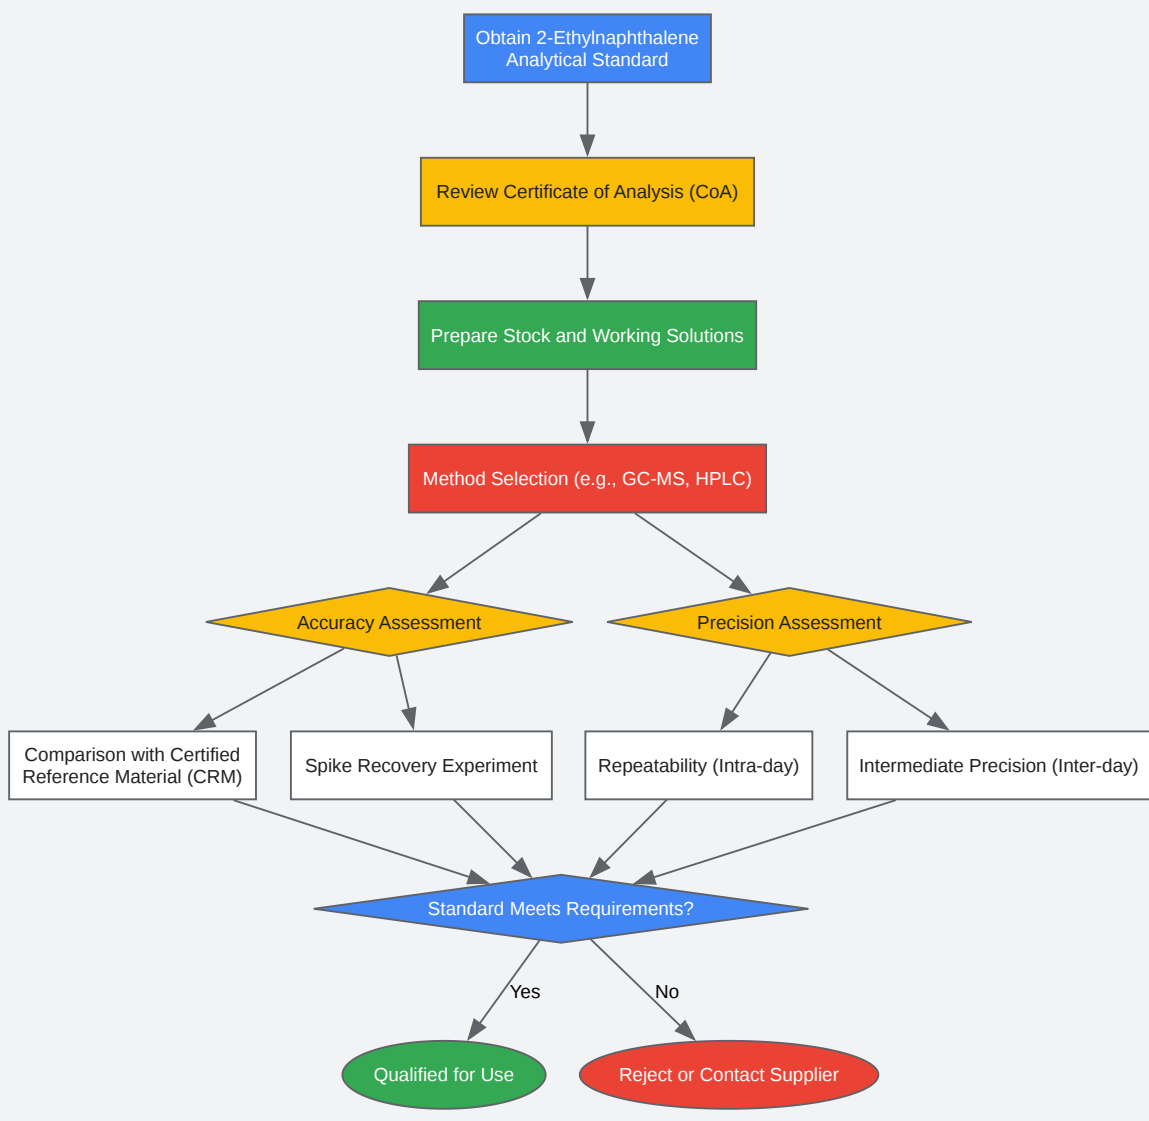 Obtain 2-Ethylnaphthalene
Analytical Standard
Review Certificate of Analysis (CoA)
Prepare Stock and Working Solutions
Method Selection (e.g., GC-MS, HPLC)
Accuracy Assessment
Precision Assessment
Comparison with Certified
Reference Material (CRM)
Spike Recovery Experiment
Repeatability (Intra-day)
Intermediate Precision (Inter-day)
Standard Meets Requirements?
Yes
No
Qualified for Use
Reject or Contact Supplier